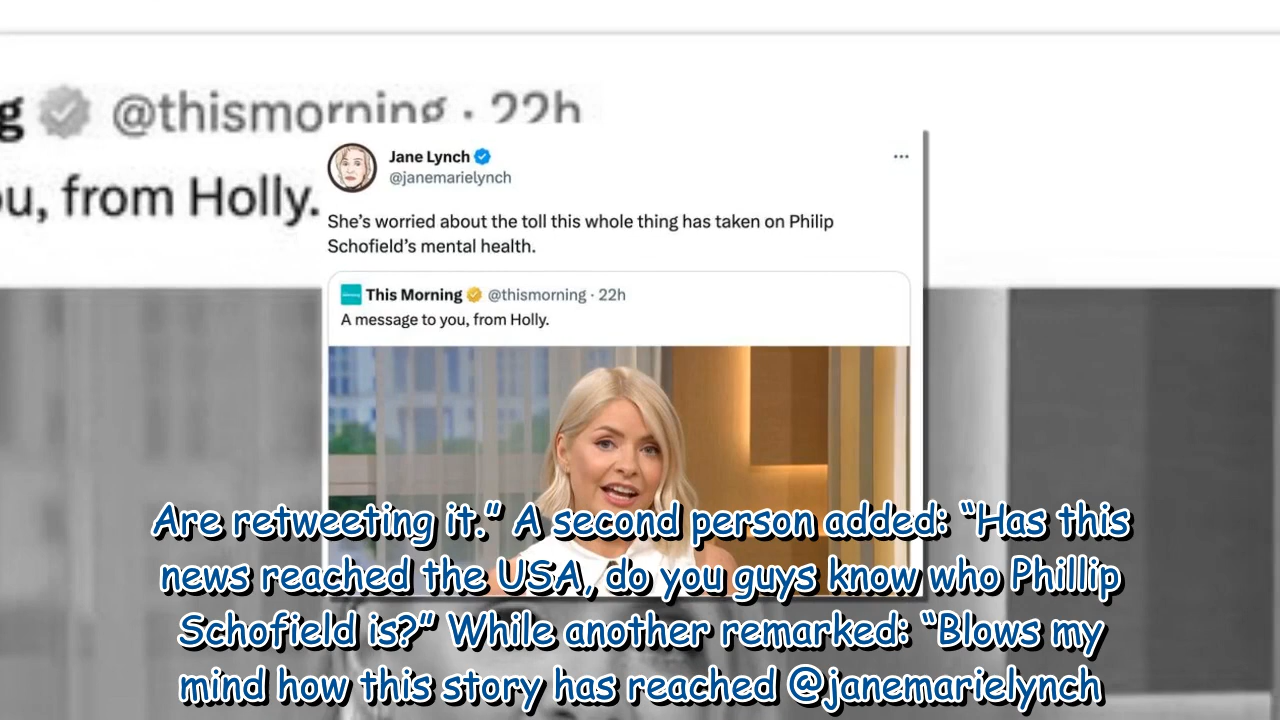 g @thismorning · 22h
ou, from Holly.
Jane Lynch
@janemarielynch
She’s worried about the toll this whole thing has taken on Philip
Schofield’s mental health.
This Morning @thismorning · 22h
A message to you, from Holly.
Are retweeting it.” A second person added: “Has this
news reached the USA, do you guys know who Phillip
Schofield is?” While another remarked: “Blows my
mind how this story has reached @janemarielynch